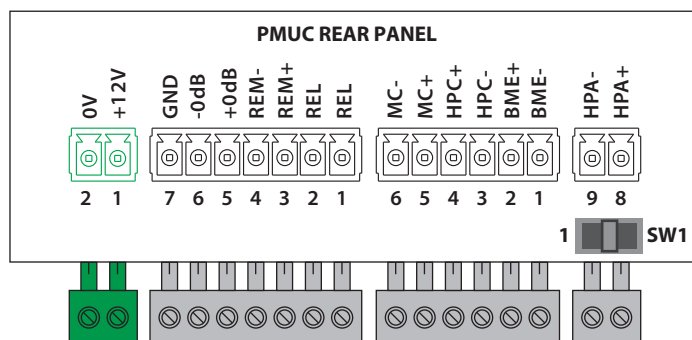 PMUC REAR PANEL
0V +12V GND -0dB +0dB REM- REM+ REL REL MC- MC+ HPC+ HPC- BME+ BME- HPA- HPA+
2 1 7 6 5 4 3 2 1 6 5 4 3 2 1 9 8
1 SW1